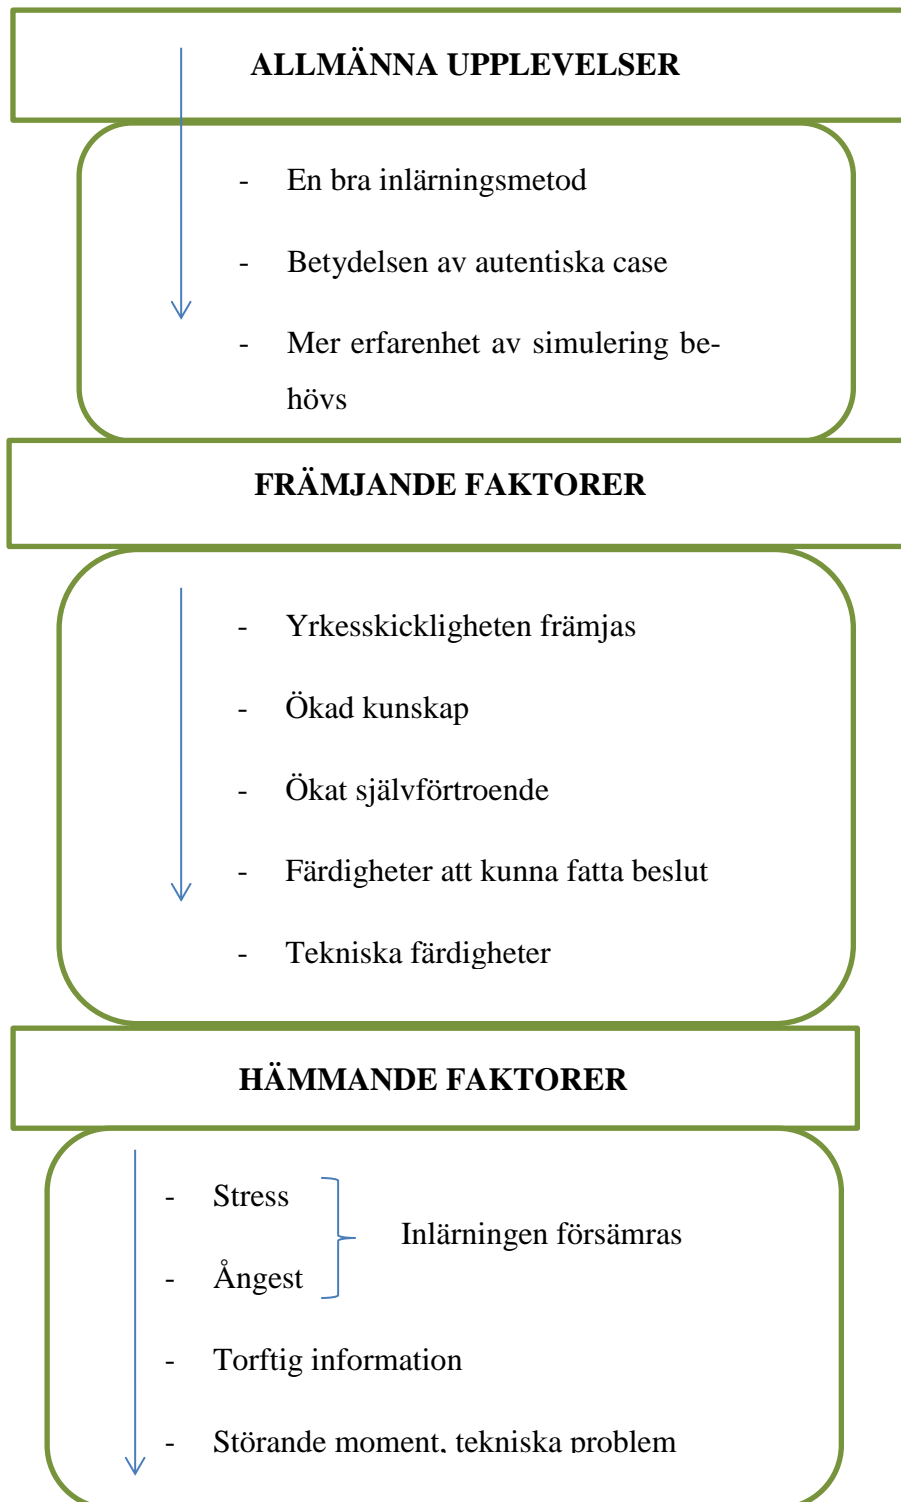 ALLMÄNNA UPPLEVELSER
- En bra inlärningsmetod
- Betydelsen av autentiska case
- Mer erfarenhet av simulering be-
hövs
FRÄMJANDE FAKTORER
- Yrkesskickligheten främjas
- Ökad kunskap
- Ökat självförtroende
- Färdigheter att kunna fatta beslut
- Tekniska färdigheter
HÄMMANDE FAKTORER
- Stress
Inlärningen försämras
- Ångest
- Torftig information
- Störande moment, tekniska problem